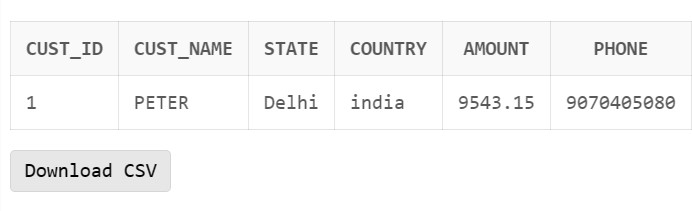 CUST_ID CUST_NAME STATE COUNTRY AMOUNT PHONE
1 PETER Delhi india 9543.15 9070405080
Download CSV